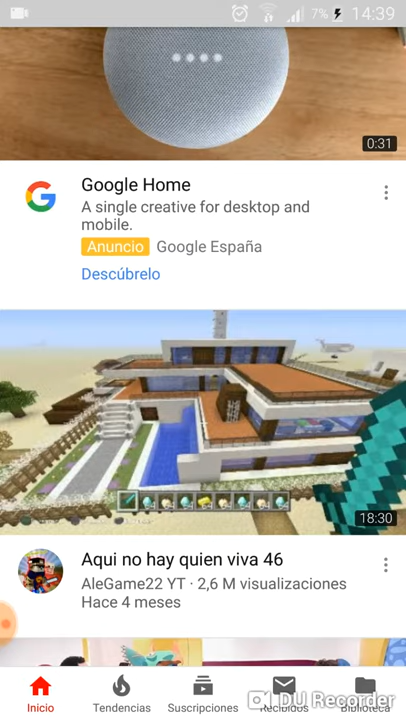 7% 14:39
0:31
Google Home
A single creative for desktop and
mobile.
Anuncio Google España
Descúbrelo
18:30
Aqui no hay quien viva 46
AleGame22 YT · 2,6 M visualizaciones
Hace 4 meses
Inicio
Tendencias
Suscripciones
Recibidos
Biblioteca
DU Recorder